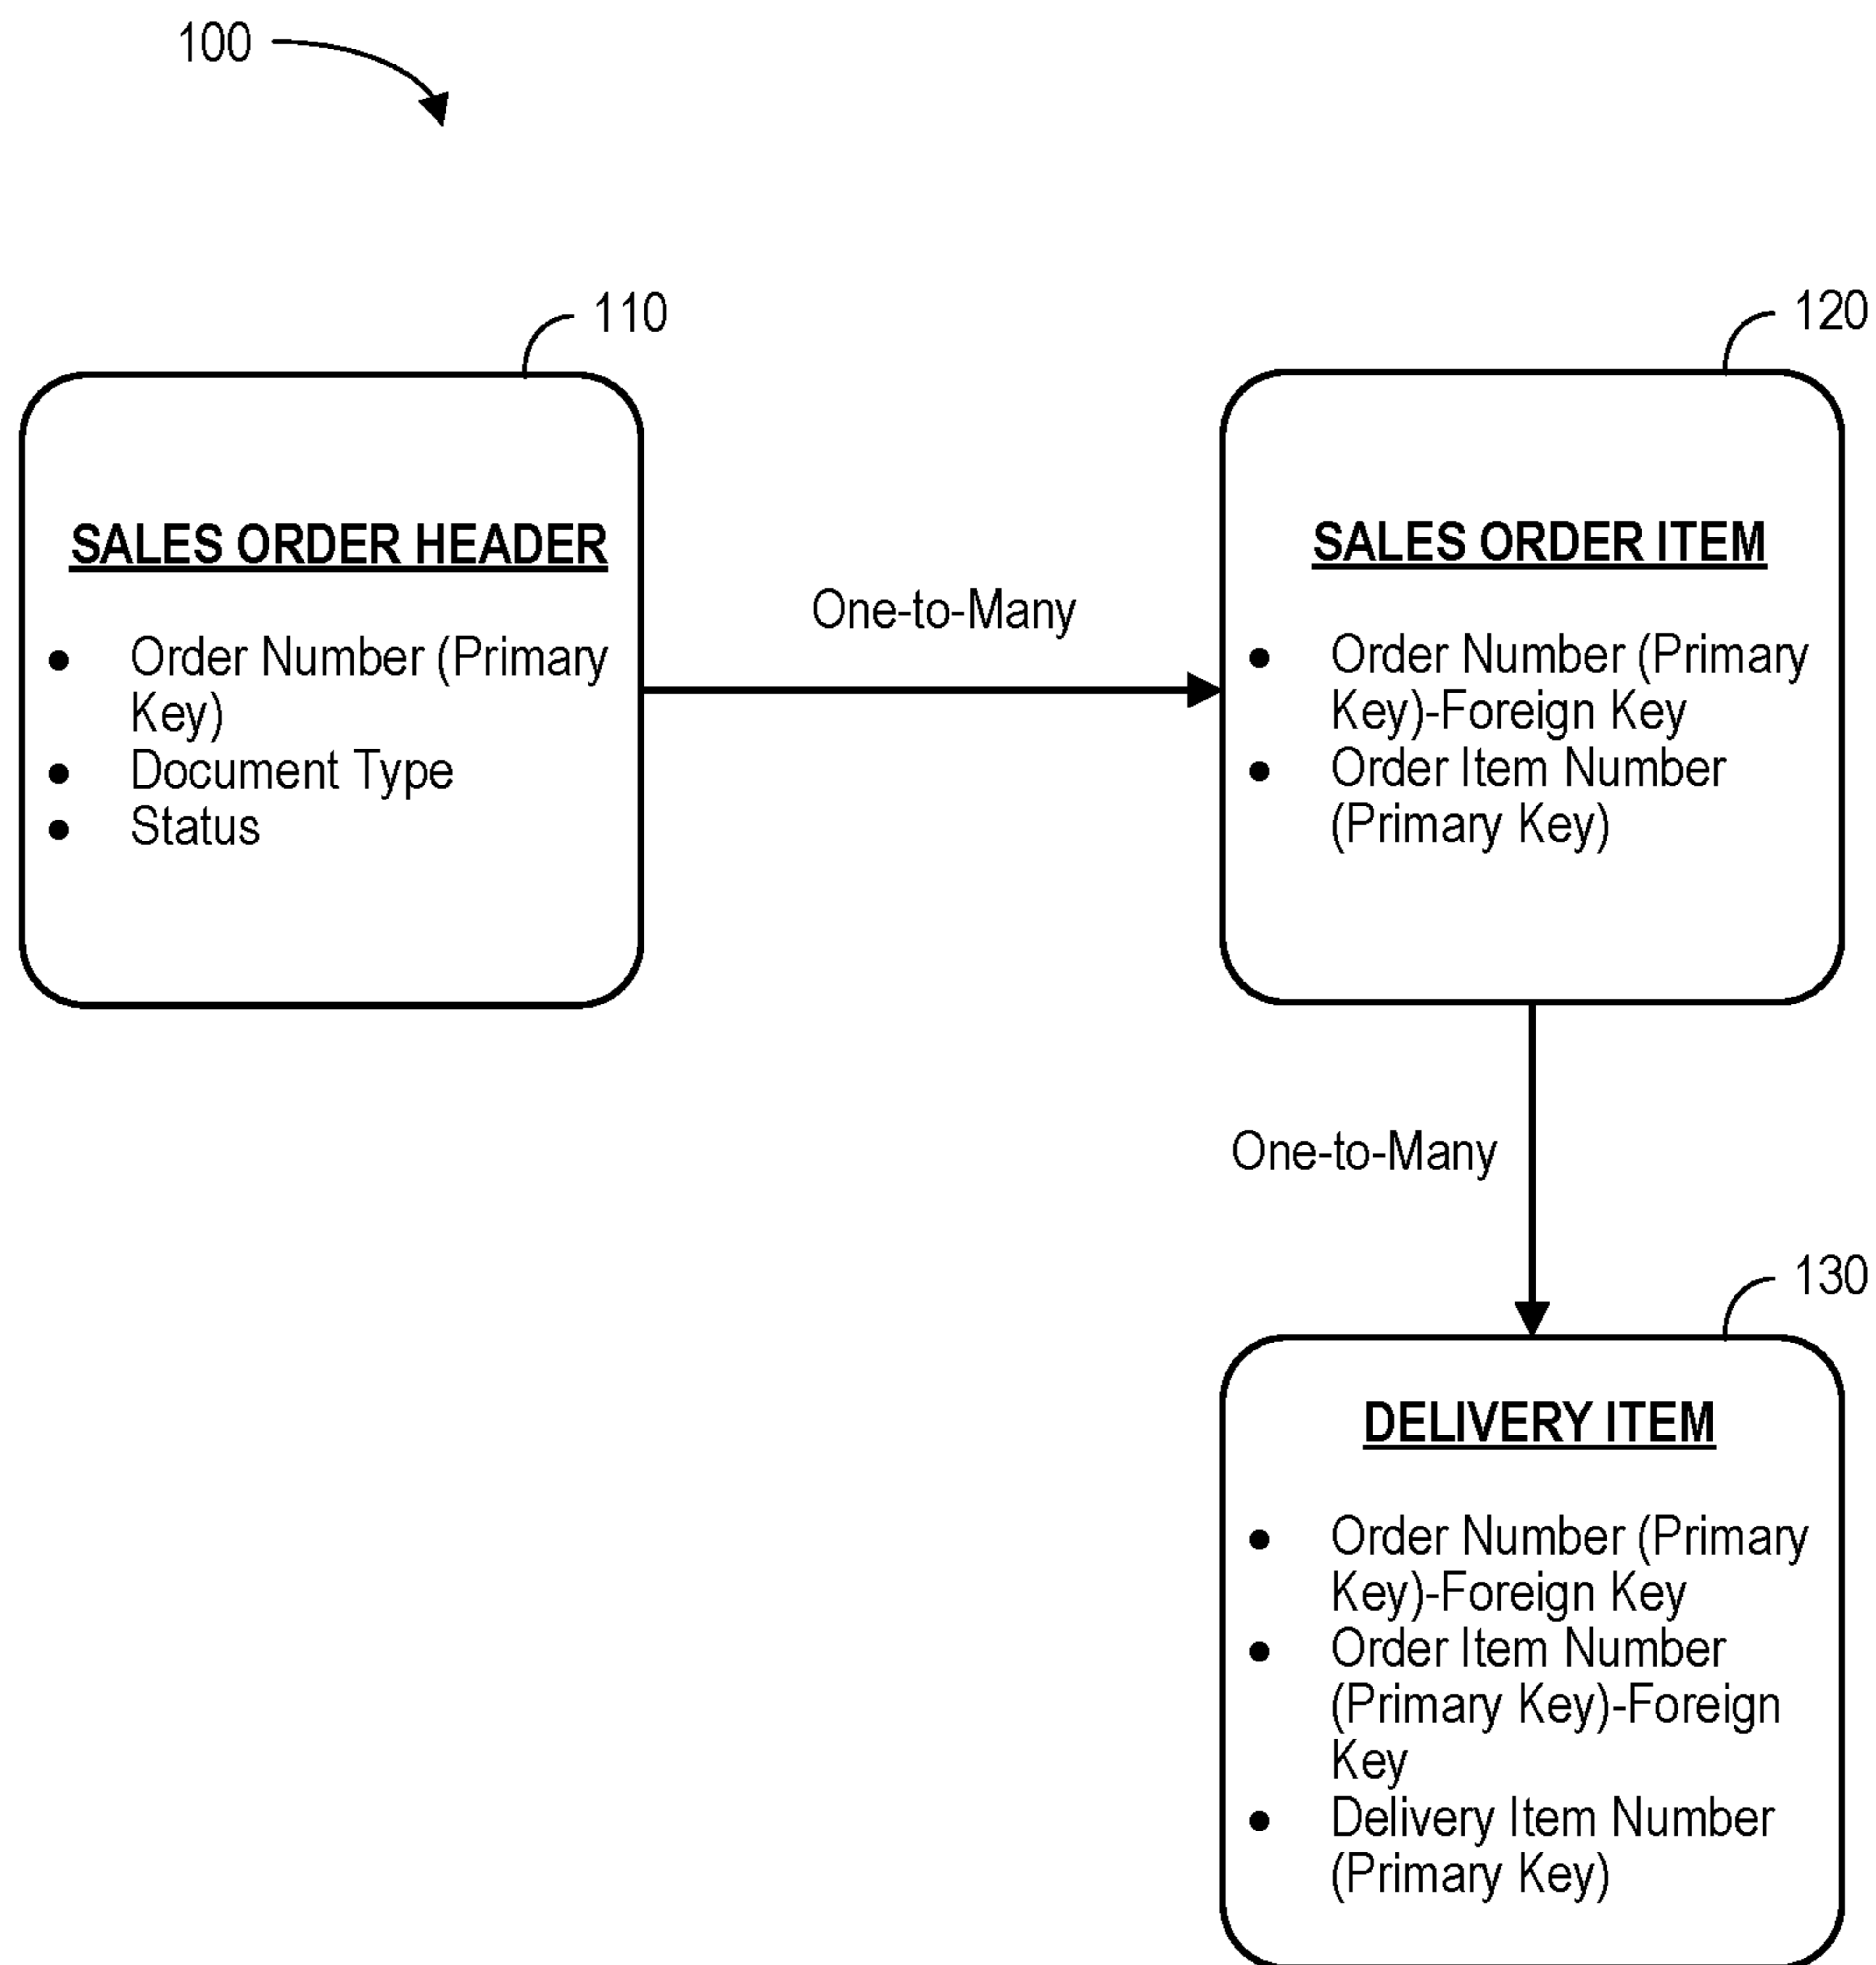 100
110
SALES ORDER HEADER
● Order Number (Primary
Key)
● Document Type
● Status
One-to-Many
120
SALES ORDER ITEM
● Order Number (Primary
Key)-Foreign Key
● Order Item Number
(Primary Key)
One-to-Many
130
DELIVERY ITEM
● Order Number (Primary
Key)-Foreign Key
● Order Item Number
(Primary Key)-Foreign
Key
● Delivery Item Number
(Primary Key)